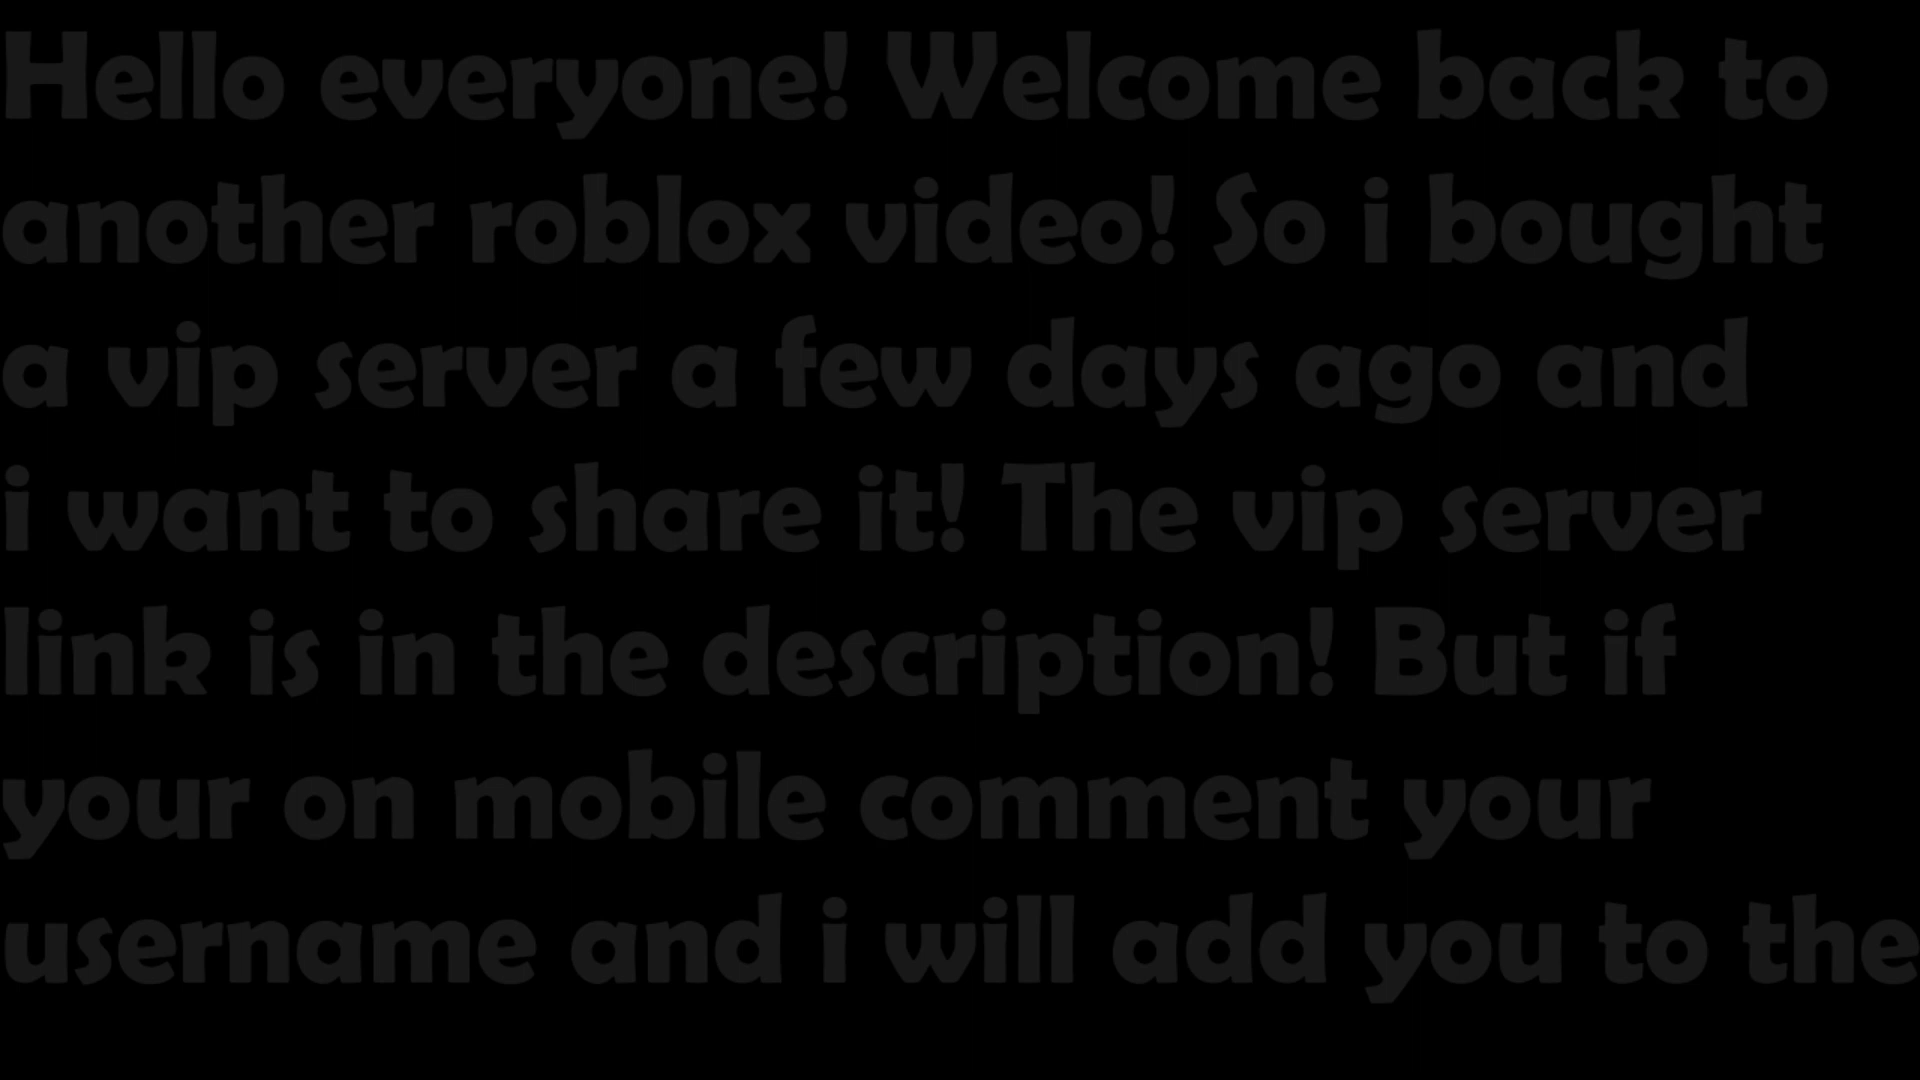 Hello everyone! Welcome back to
another roblox video! So i bought
a vip server a few days ago and
i want to share it! The vip server
link is in the description! But if
your on mobile comment your
username and i will add you to the